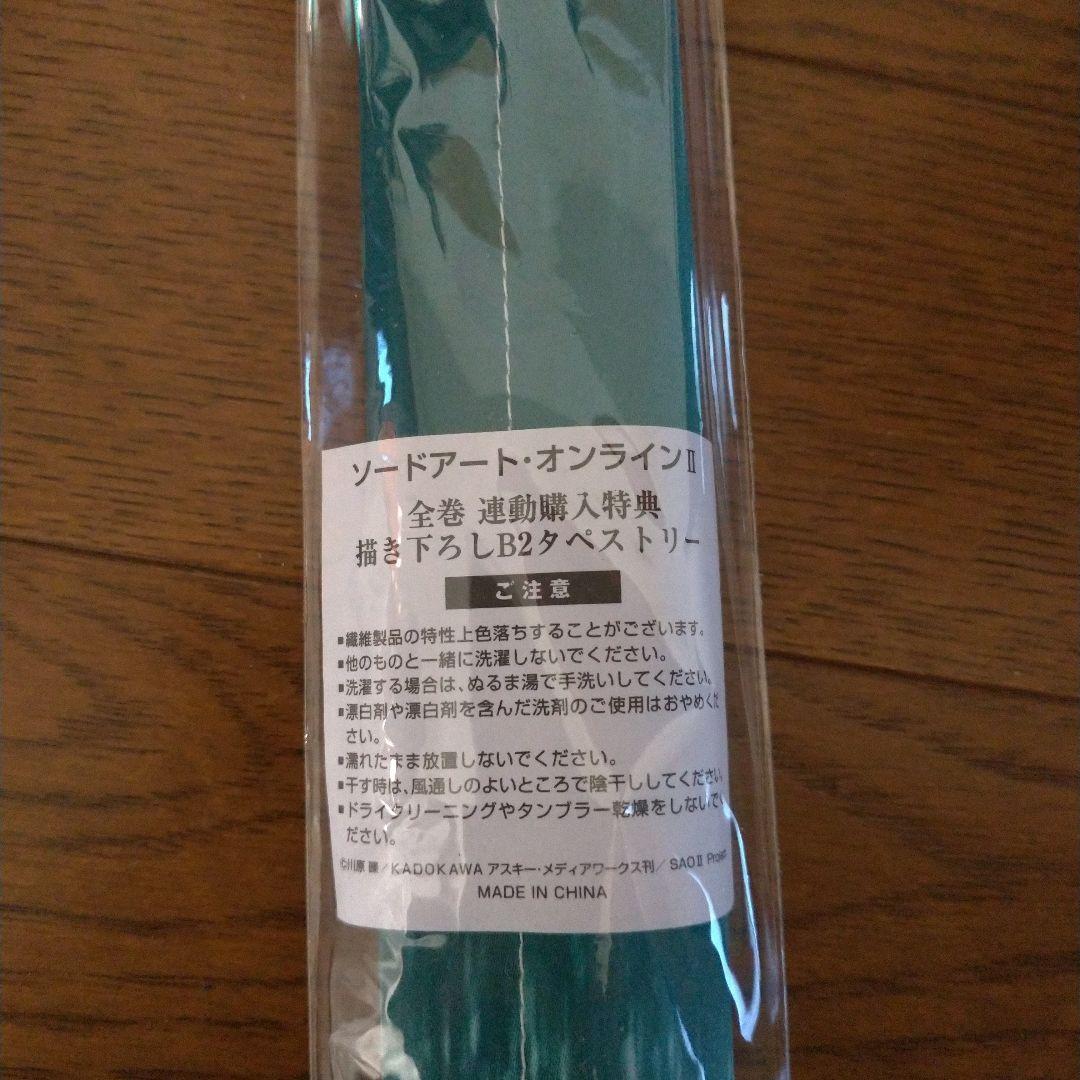 ソードアート・オンラインⅡ
全巻 連動購入特典
描き下ろしB2タペストリー
ご注意
■繊維製品の特性上色落ちすることがございます。
■他のものと一緒に洗濯しないでください。
■洗濯する場合は、ぬるま湯で手洗いしてください。
■漂白剤や漂白剤を含んだ洗剤のご使用はおやめくだ
さい。
■濡れたまま放置しないでください。
■干す時は、風通しのよいところで陰干ししてください。
■ドライクリーニングやタンブラー乾燥をしないでく
ださい。
©川原 礫/KADOKAWA アスキー・メディアワークス刊/SAOⅡ Project
MADE IN CHINA